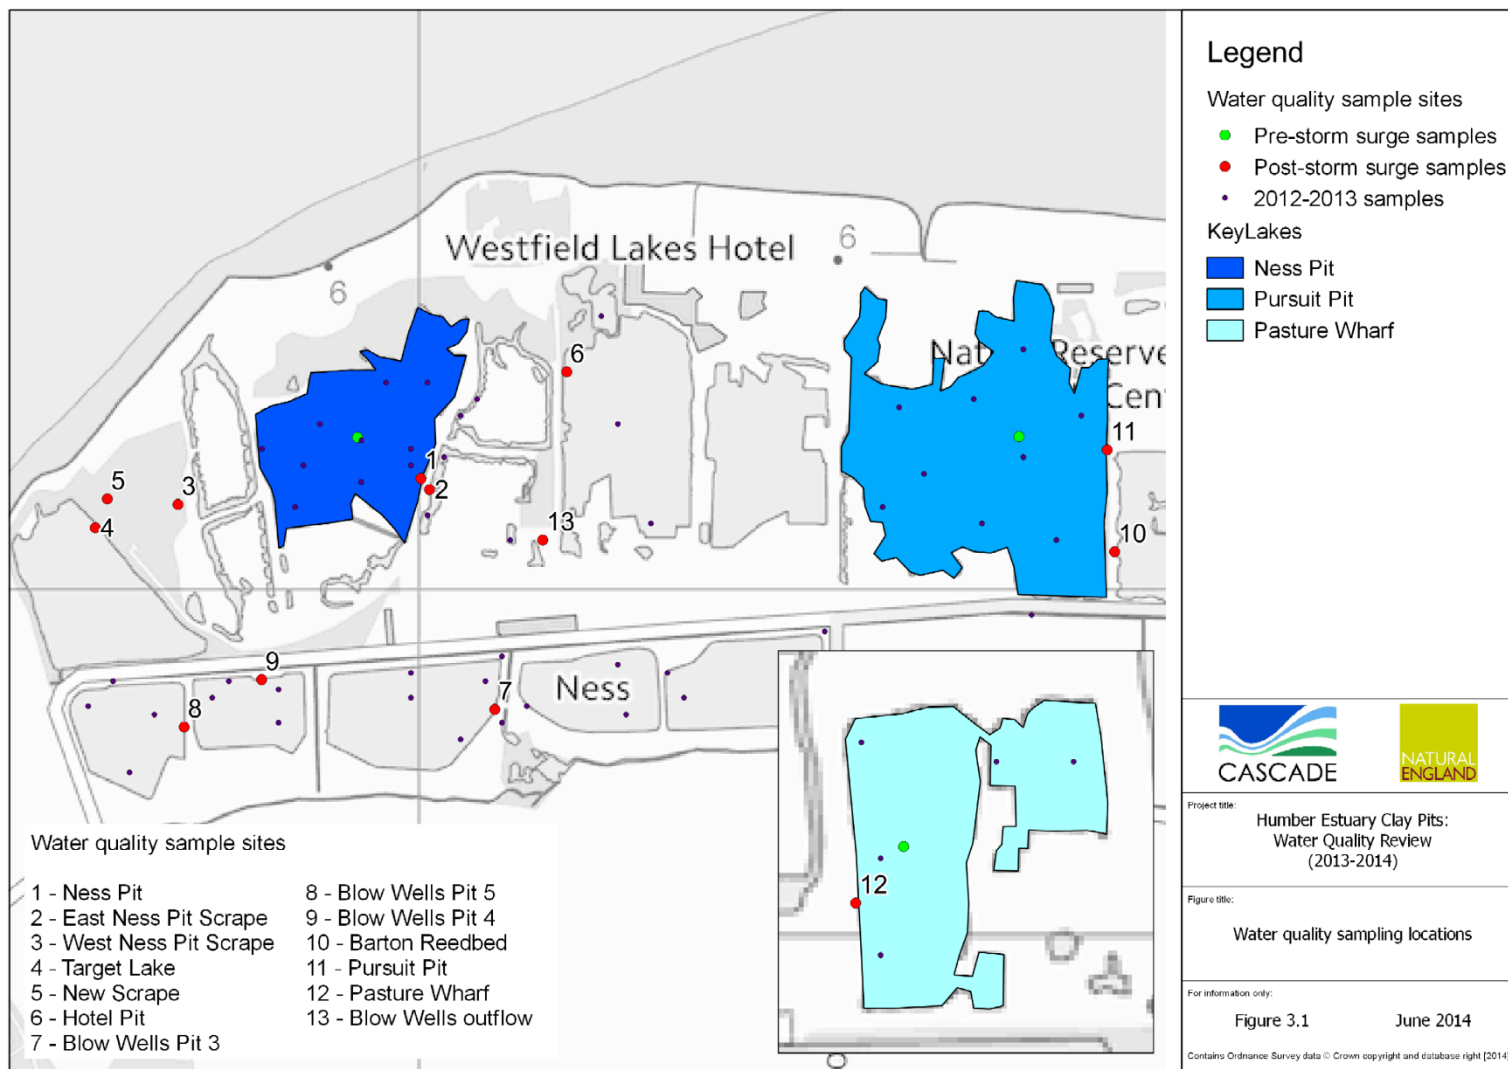 Westfield Lakes Hotel
6
6
Nat
Reserve
Cen
6
5
3
4
1
2
13
11
10
9
8
7
Ness
12
Water quality sample sites
1 - Ness Pit
2 - East Ness Pit Scrape
3 - West Ness Pit Scrape
4 - Target Lake
5 - New Scrape
6 - Hotel Pit
7 - Blow Wells Pit 3
8 - Blow Wells Pit 5
9 - Blow Wells Pit 4
10 - Barton Reedbed
11 - Pursuit Pit
12 - Pasture Wharf
13 - Blow Wells outflow
Legend
Water quality sample sites
Pre-storm surge samples
Post-storm surge samples
2012-2013 samples
KeyLakes
Ness Pit
Pursuit Pit
Pasture Wharf
CASCADE
NATURAL
ENGLAND
Project title:
Humber Estuary Clay Pits:
Water Quality Review
(2013-2014)
Figure title:
Water quality sampling locations
For information only:
Figure 3.1 June 2014
Contains Ordnance Survey data © Crown copyright and database right [2014]